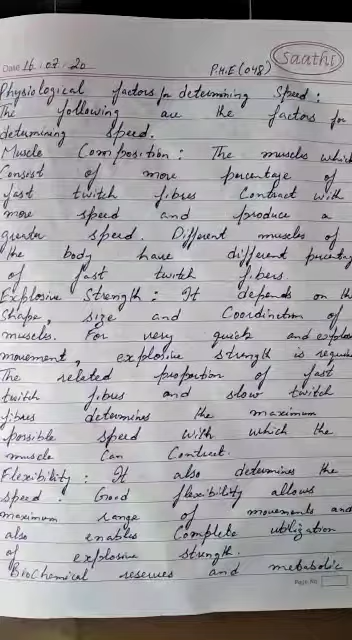 Saathi
Date 16.07.20
P.H.E (048)
Physiological factors for determining Speed:
The following are the factors for
determining speed.
Muscle Composition: The muscles which
Consist of more percentage of
fast twitch fibres Contract with
more speed and produce a
greater speed. Different muscles of
the body have different
of fast twitch fibers.
Explosive Strength: It depends on the
Shape, size and Coordination of
muscles. For very quick and
movement, explosive strength is
The related proportion of fast
twitch fibres and slow twitch
fibres determines the maximum
possible speed with which the
muscle Can Contract.
Flexibility: It also determines the
speed. Good flexibility allows
maximum range of movements and
also enables Complete utilization
of explosive strength.
BioChemical reserves and metabolic
Page No.